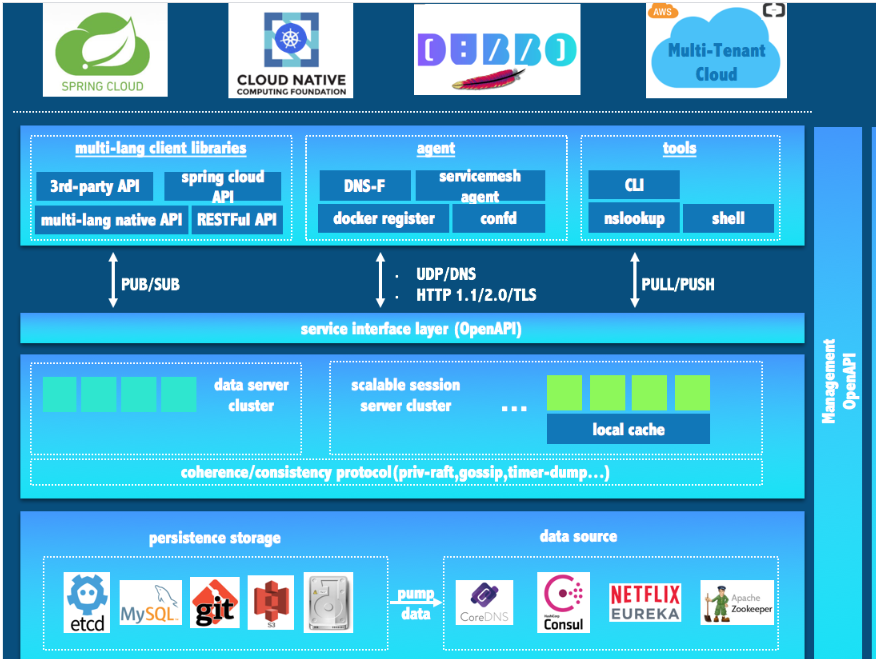 SPRING CLOUD
CLOUD NATIVE
COMPUTING FOUNDATION
DUBBO
AWS
Multi-Tenant
Cloud
multi-lang client libraries
3rd-party API
spring cloud
API
multi-lang native API
RESTFul API
agent
DNS-F
servicemesh
agent
docker register
confd
tools
CLI
nslookup
shell
PUB/SUB
· UDP/DNS
· HTTP 1.1/2.0/TLS
PULL/PUSH
service interface layer (OpenAPI)
data server
cluster
scalable session
server cluster
...
local cache
coherence/consistency protocol(priv-raft,gossip,timer-dump...)
Management
OpenAPI
persistence storage
etcd
MySQL
git
S3
pump
data
data source
CoreDNS
HashiCorp
Consul
NETFLIX
EUREKA
Apache
Zookeeper